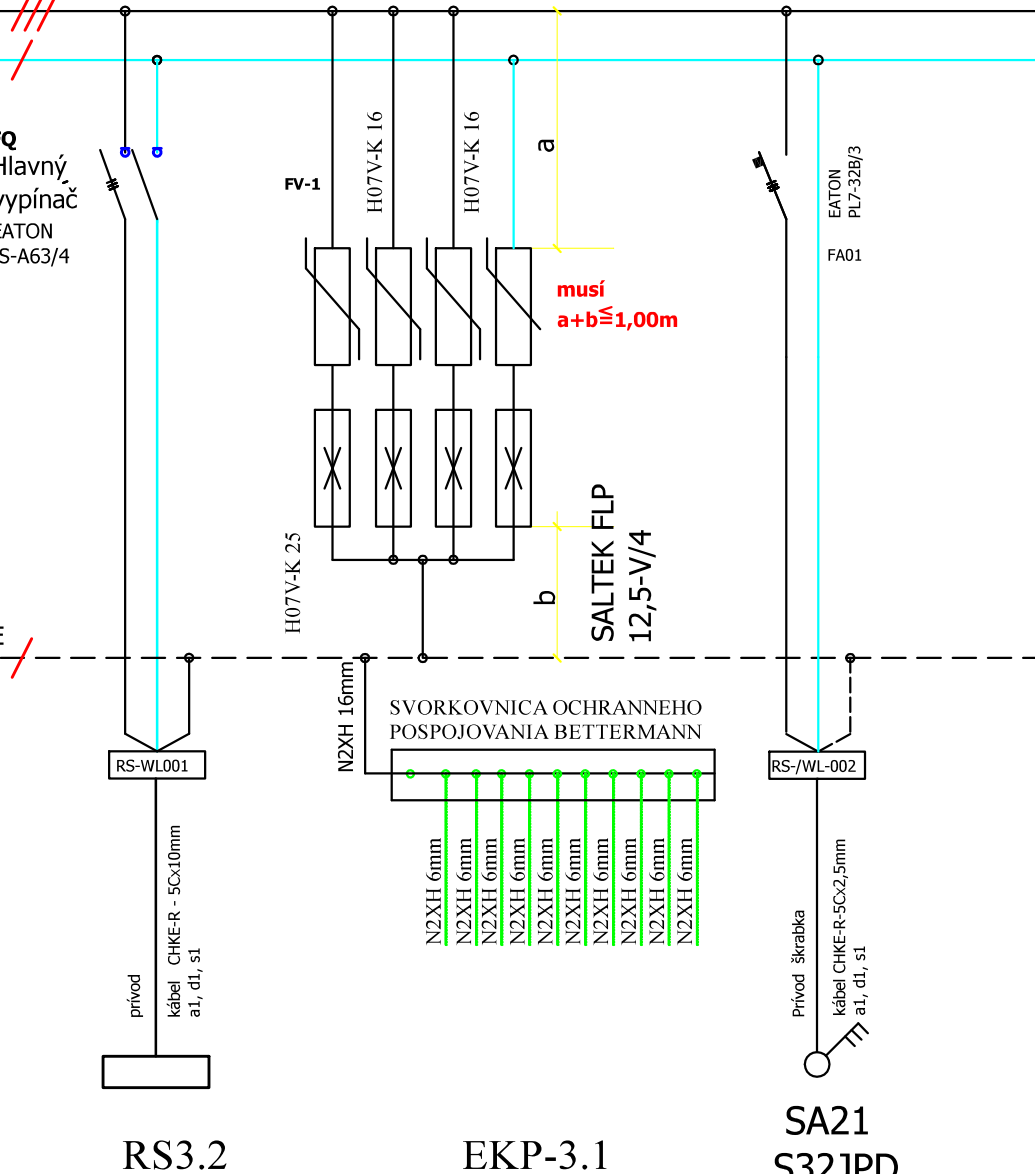 Hlavný
vypínač
EATON
S-A63/4
FV-1
H07V-K 16
H07V-K 16
a
musí
a+b≦1,00m
EATON
PL7-32B/3
FA01
H07V-K 25
b
SALTEK FLP
12,5-V/4
N2XH 16mm
SVORKOVNICA OCHRANNEHO
POSPOJOVANIA BETTERMANN
RS-WL001
RS-/WL-002
N2XH 6mm
N2XH 6mm
N2XH 6mm
N2XH 6mm
N2XH 6mm
N2XH 6mm
N2XH 6mm
N2XH 6mm
N2XH 6mm
N2XH 6mm
prívod
kábel CHKE-R - 5Cx10mm
a1, d1, s1
Prívod škrabka
kábel CHKE-R-5Cx2,5mm
a1, d1, s1
RS3.2
EKP-3.1
SA21
S32JPD